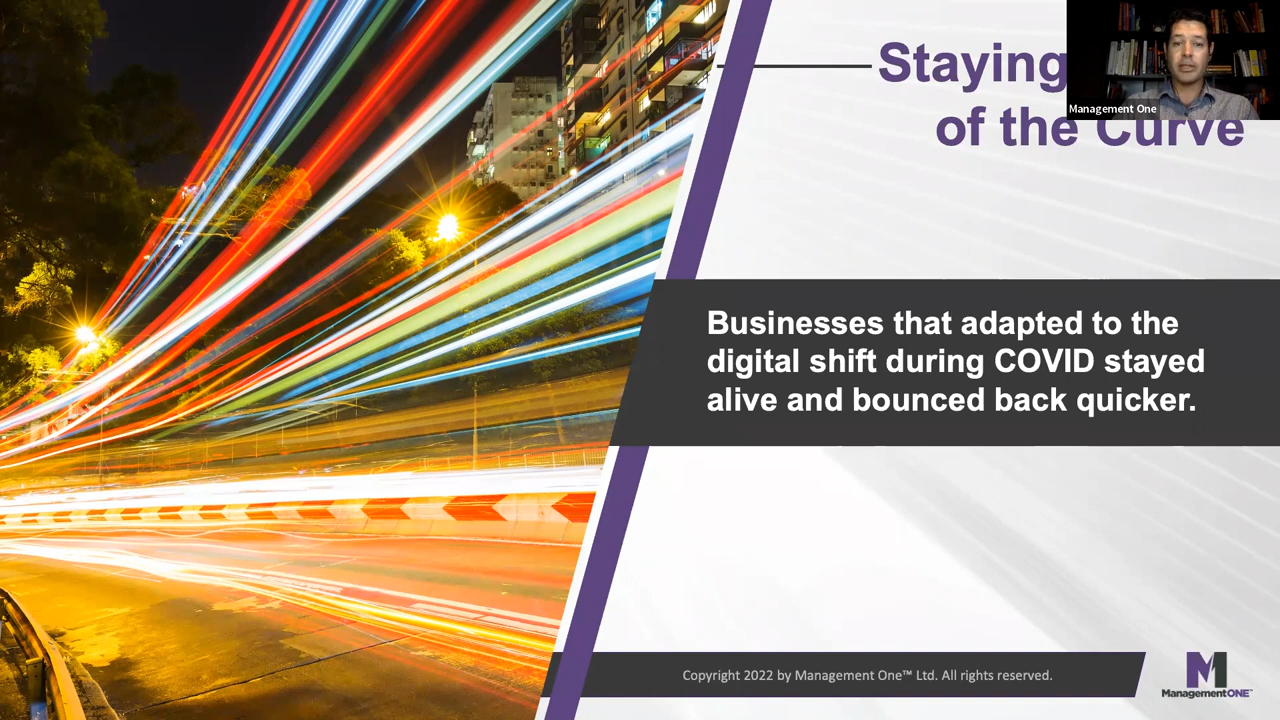 Staying
of the Curve
Management One
Businesses that adapted to the
digital shift during COVID stayed
alive and bounced back quicker.
Copyright 2022 by Management One™ Ltd. All rights reserved.
M
ManagementONE™